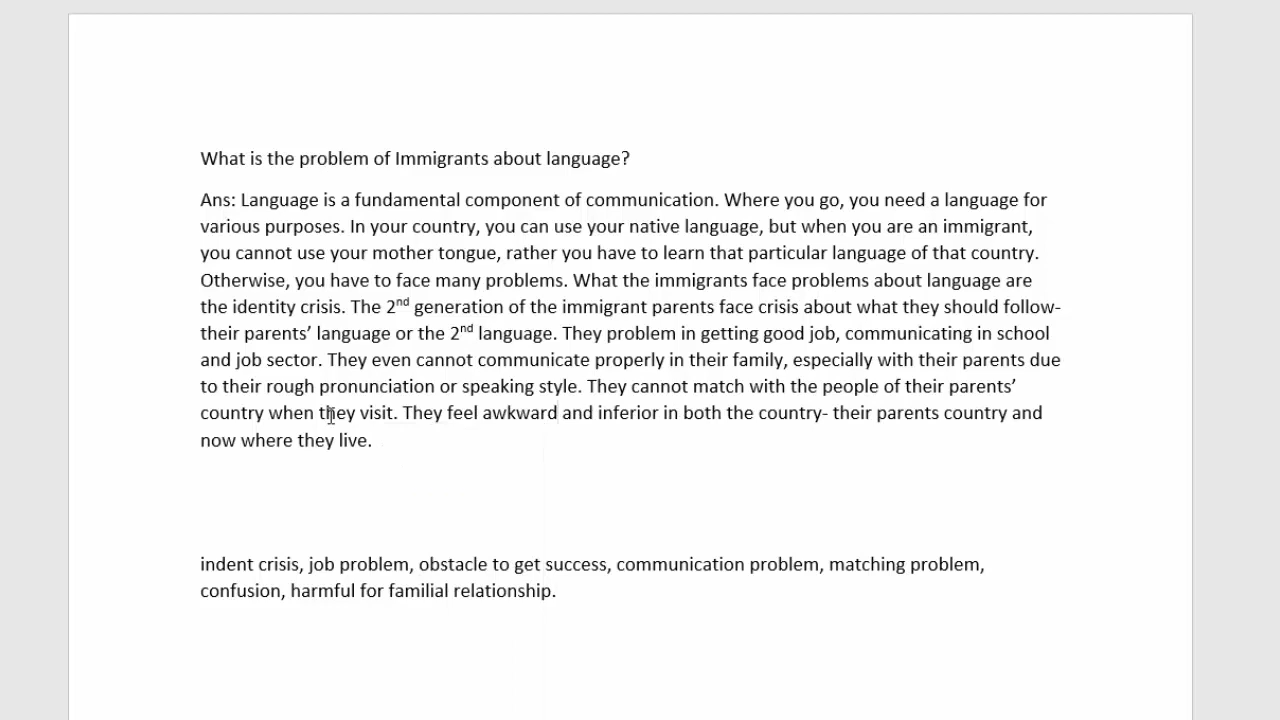 What is the problem of Immigrants about language?
Ans: Language is a fundamental component of communication. Where you go, you need a language for
various purposes. In your country, you can use your native language, but when you are an immigrant,
you cannot use your mother tongue, rather you have to learn that particular language of that country.
Otherwise, you have to face many problems. What the immigrants face problems about language are
the identity crisis. The 2nd generation of the immigrant parents face crisis about what they should follow-
their parents’ language or the 2nd language. They problem in getting good job, communicating in school
and job sector. They even cannot communicate properly in their family, especially with their parents due
to their rough pronunciation or speaking style. They cannot match with the people of their parents’
country when they visit. They feel awkward and inferior in both the country- their parents country and
now where they live.
indent crisis, job problem, obstacle to get success, communication problem, matching problem,
confusion, harmful for familial relationship.